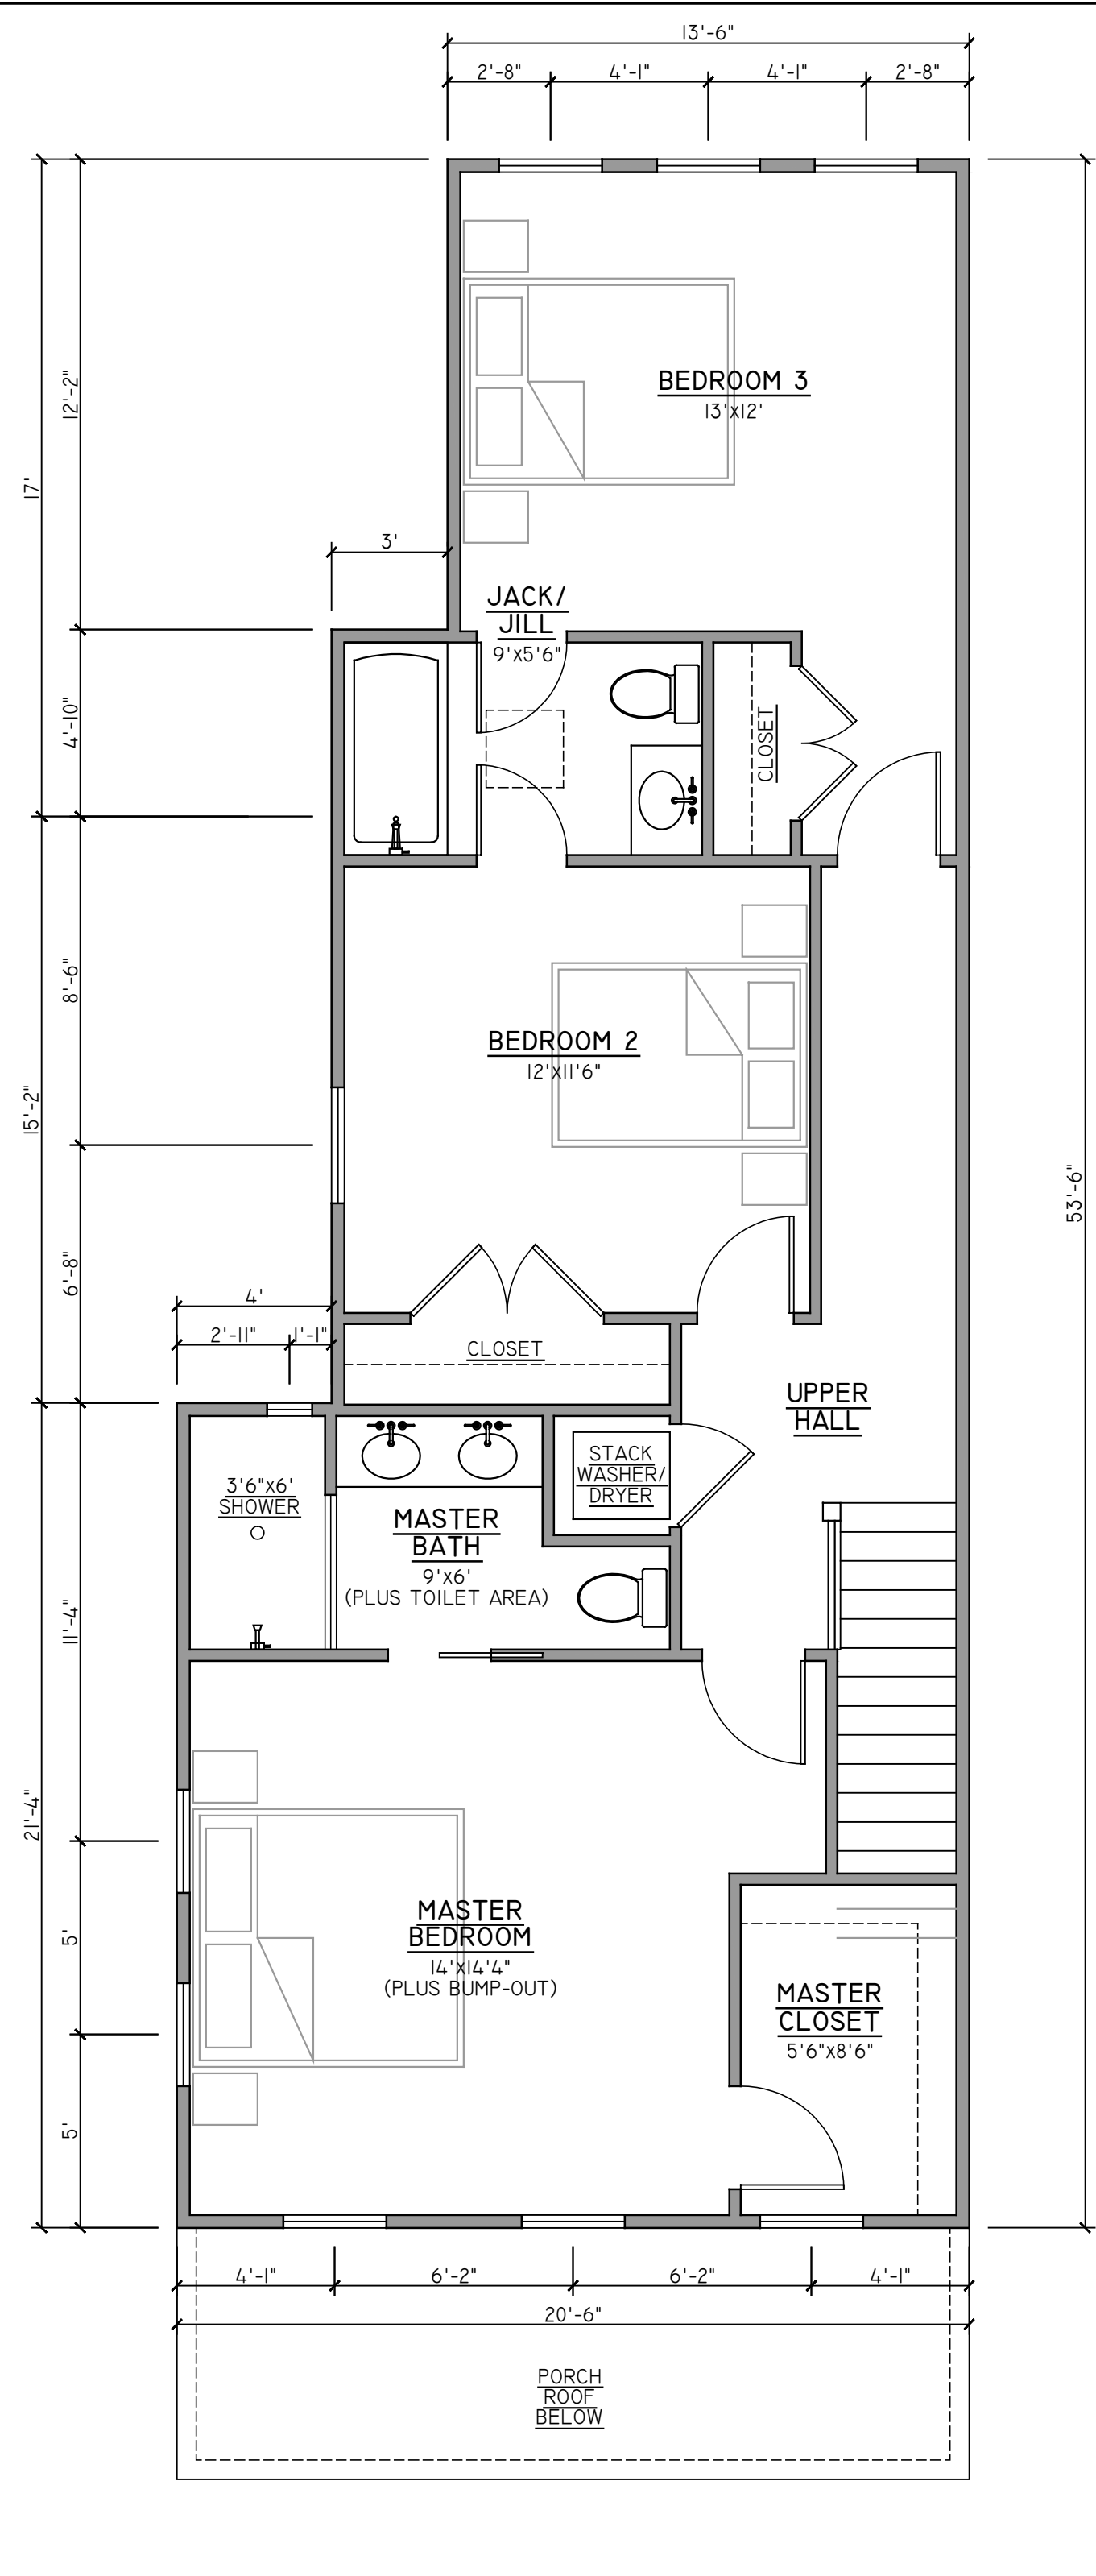 13'-6"
2'-8" 4'-1" 4'-1" 2'-8"
12'-2"
17'
BEDROOM 3
13'x12'
3'
JACK/
JILL
9'x5'6"
4'-10"
CLOSET
8'-6"
BEDROOM 2
12'x11'6"
15'-2"
53'-6"
6'-8"
4'
2'-11" 1'-1"
CLOSET
UPPER
HALL
STACK
WASHER/
DRYER
3'6"x6'
SHOWER
MASTER
BATH
9'x6'
(PLUS TOILET AREA)
11'-4"
21'-4"
MASTER
BEDROOM
14'x14'4"
(PLUS BUMP-OUT)
5'
MASTER
CLOSET
5'6"x8'6"
5'
4'-1" 6'-2" 6'-2" 4'-1"
20'-6"
PORCH
ROOF
BELOW